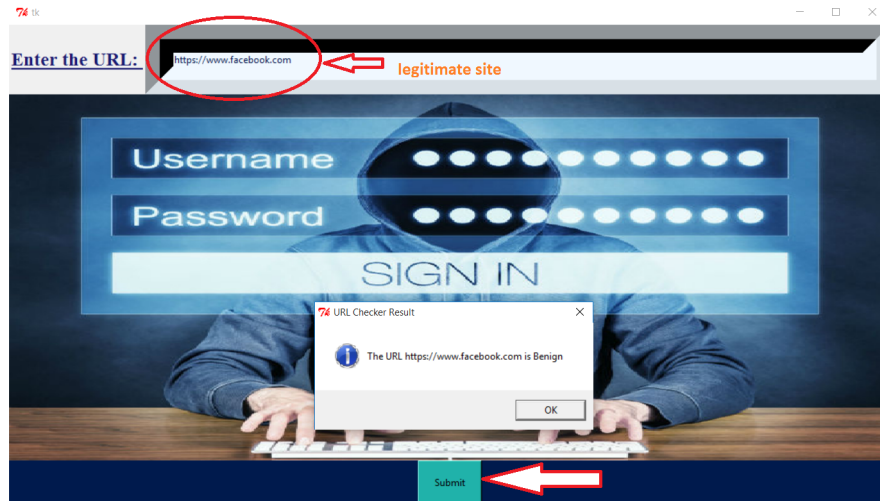 tk
Enter the URL:
https://www.facebook.com
legitimate site
Username
Password
SIGN IN
URL Checker Result
The URL https://www.facebook.com is Benign
OK
Submit